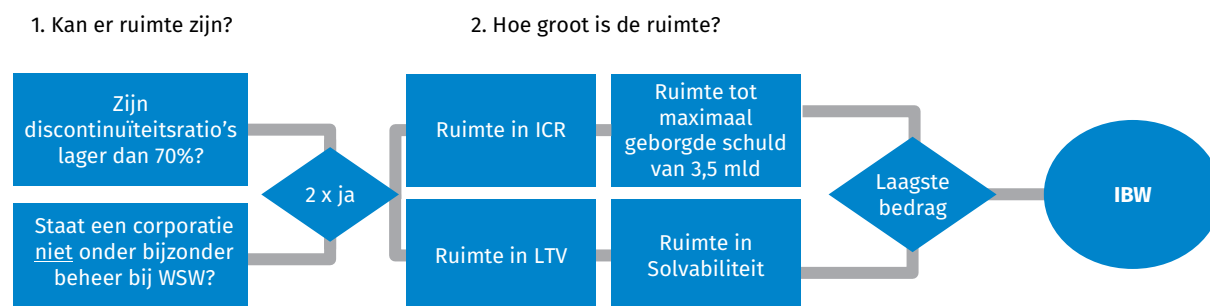 1. Kan er ruimte zijn?
2. Hoe groot is de ruimte?
Zijn
discontinuïteitsratio’s
lager dan 70%?
Staat een corporatie
niet onder bijzonder
beheer bij WSW?
2 x ja
Ruimte in ICR
Ruimte tot
maximaal
geborgde schuld
van 3,5 mld
Ruimte in LTV
Ruimte in
Solvabiliteit
Laagste
bedrag
IBW